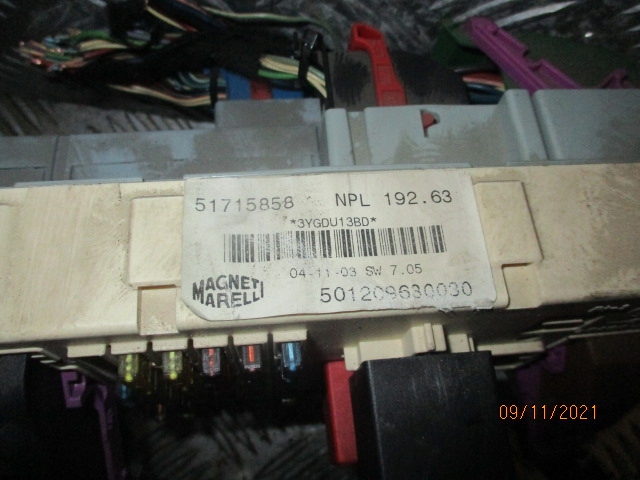 51715858 NPL 192.63
*3YGDU13BD*
04-11-03 SW 7.05
MAGNETI
MARELLI
501209630030
09/11/2021